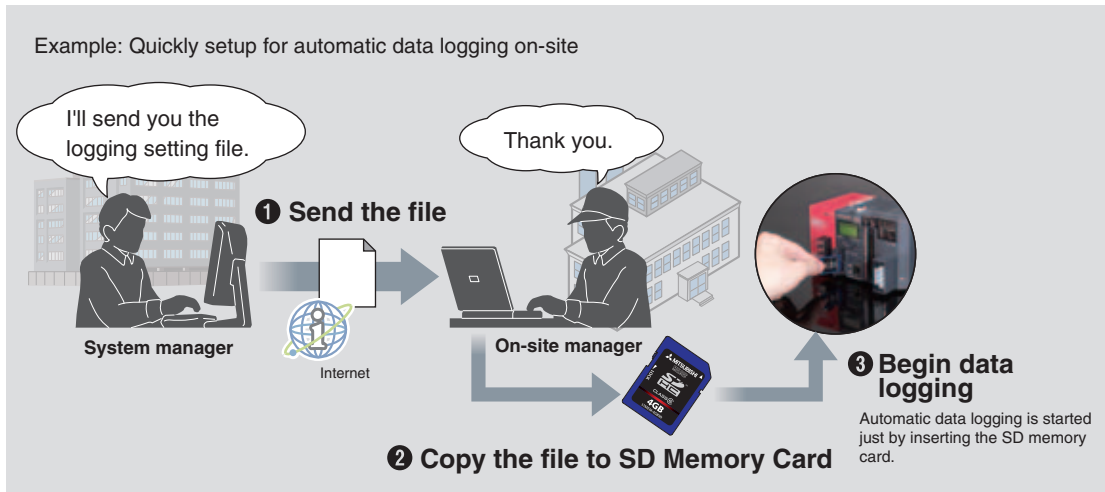 Example: Quickly setup for automatic data logging on-site
I'll send you the
logging setting file.
Thank you.
❶ Send the file
System manager
Internet
On-site manager
MITSUBISHI
SD
HC
CLASS
4GB
❷ Copy the file to SD Memory Card
❸ Begin data
logging
Automatic data logging is started
just by inserting the SD memory
card.